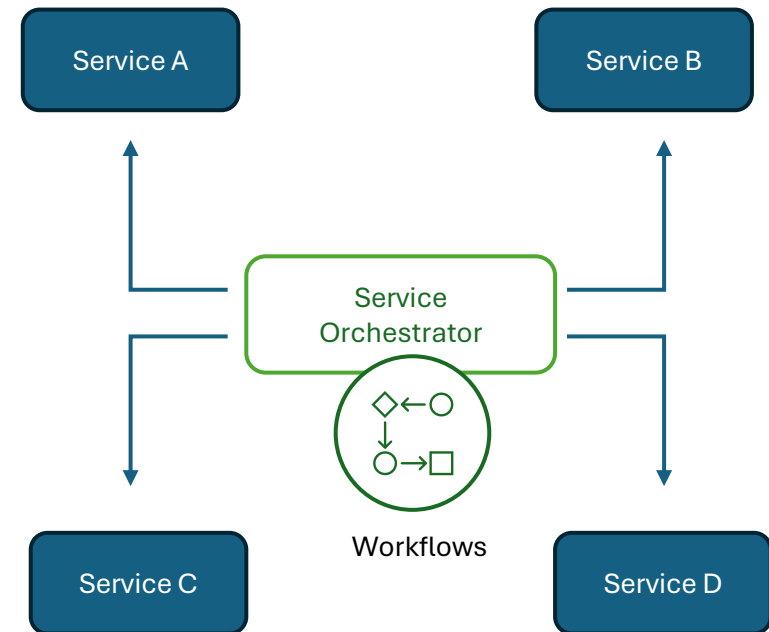 Service A
Service B
Service
Orchestrator
Workflows
Service C
Service D